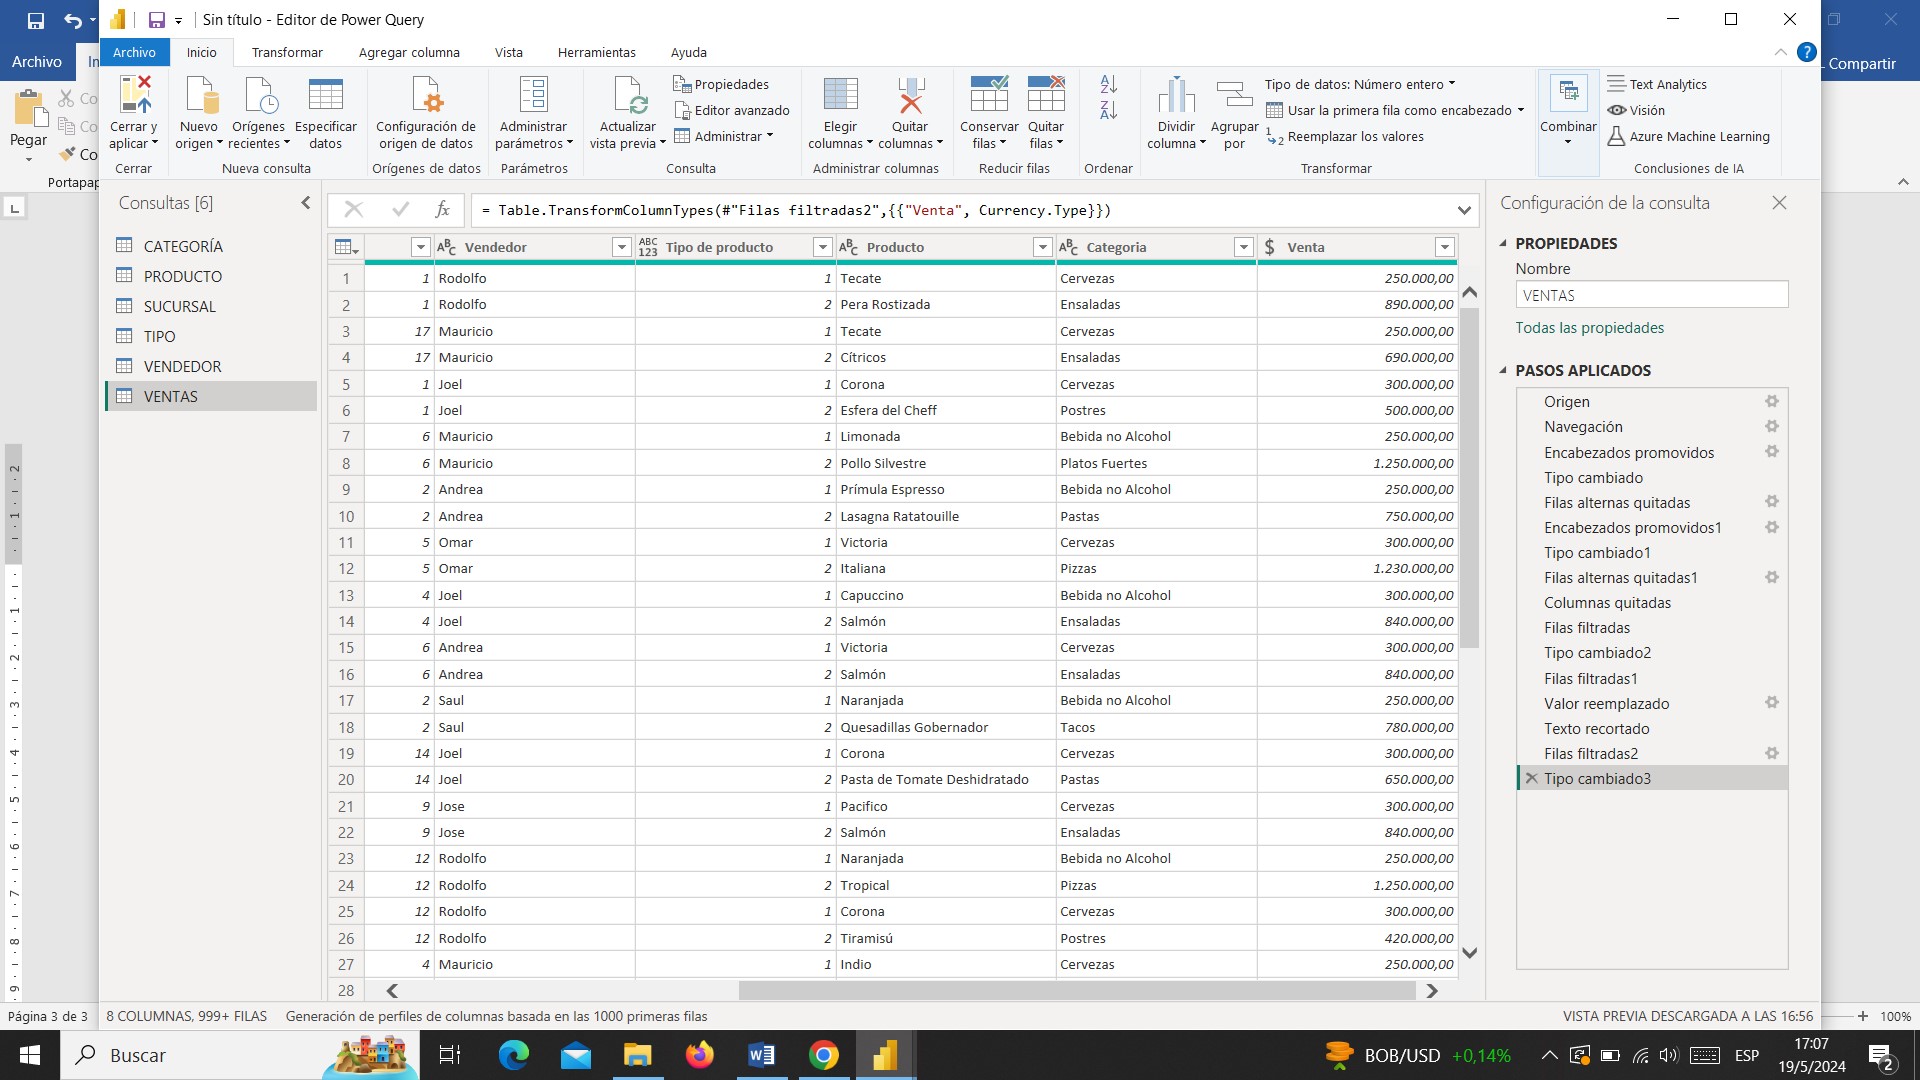 Sin título - Editor de Power Query
Archivo
Inicio
Transformar
Agregar columna
Vista
Herramientas
Ayuda
Archivo
In
Compartir
Pegar
Co
Co
Co
Portapap
Cerrar y aplicar
Nuevo origen
Orígenes recientes
Especificar datos
Configuración de origen de datos
Administrar parámetros
Actualizar vista previa
Propiedades
Editor avanzado
Administrar
Elegir columnas
Quitar columnas
Conservar filas
Quitar filas
Dividir columna
Agrupar por
Tipo de datos: Número entero
Usar la primera fila como encabezado
Reemplazar los valores
Combinar
Text Analytics
Visión
Azure Machine Learning
Cerrar
Nueva consulta
Orígenes de datos
Parámetros
Consulta
Administrar columnas
Reducir filas
Ordenar
Transformar
Conclusiones de IA
Consultas [6]
CATEGORÍA
PRODUCTO
SUCURSAL
TIPO
VENDEDOR
VENTAS
= Table.TransformColumnTypes(#"Filas filtradas2",{{"Venta", Currency.Type}})
Vendedor Tipo de producto Producto Categoria Venta
1 1 Rodolfo 1 Tecate Cervezas 250.000,00
2 1 Rodolfo 2 Pera Rostizada Ensaladas 890.000,00
3 17 Mauricio 1 Tecate Cervezas 250.000,00
4 17 Mauricio 2 Cítricos Ensaladas 690.000,00
5 1 Joel 1 Corona Cervezas 300.000,00
6 1 Joel 2 Esfera del Cheff Postres 500.000,00
7 6 Mauricio 1 Limonada Bebida no Alcohol 250.000,00
8 6 Mauricio 2 Pollo Silvestre Platos Fuertes 1.250.000,00
9 2 Andrea 1 Prímula Espresso Bebida no Alcohol 250.000,00
10 2 Andrea 2 Lasagna Ratatouille Pastas 750.000,00
11 5 Omar 1 Victoria Cervezas 300.000,00
12 5 Omar 2 Italiana Pizzas 1.230.000,00
13 4 Joel 1 Capuccino Bebida no Alcohol 300.000,00
14 4 Joel 2 Salmón Ensaladas 840.000,00
15 6 Andrea 1 Victoria Cervezas 300.000,00
16 6 Andrea 2 Salmón Ensaladas 840.000,00
17 2 Saul 1 Naranjada Bebida no Alcohol 250.000,00
18 2 Saul 2 Quesadillas Gobernador Tacos 780.000,00
19 14 Joel 1 Corona Cervezas 300.000,00
20 14 Joel 2 Pasta de Tomate Deshidratado Pastas 650.000,00
21 9 Jose 1 Pacifico Cervezas 300.000,00
22 9 Jose 2 Salmón Ensaladas 840.000,00
23 12 Rodolfo 1 Naranjada Bebida no Alcohol 250.000,00
24 12 Rodolfo 2 Tropical Pizzas 1.250.000,00
25 12 Rodolfo 1 Corona Cervezas 300.000,00
26 12 Rodolfo 2 Tiramisú Postres 420.000,00
27 4 Mauricio 1 Indio Cervezas 250.000,00
28
Configuración de la consulta
PROPIEDADES
Nombre
VENTAS
Todas las propiedades
PASOS APLICADOS
Origen
Navegación
Encabezados promovidos
Tipo cambiado
Filas alternas quitadas
Encabezados promovidos1
Tipo cambiado1
Filas alternas quitadas1
Columnas quitadas
Filas filtradas
Tipo cambiado2
Filas filtradas1
Valor reemplazado
Texto recortado
Filas filtradas2
Tipo cambiado3
Página 3 de 3
8 COLUMNAS, 999+ FILAS
Generación de perfiles de columnas basada en las 1000 primeras filas
VISTA PREVIA DESCARGADA A LAS 16:56
100%
Buscar
BOB/USD +0,14%
ESP
17:07
19/5/2024
2